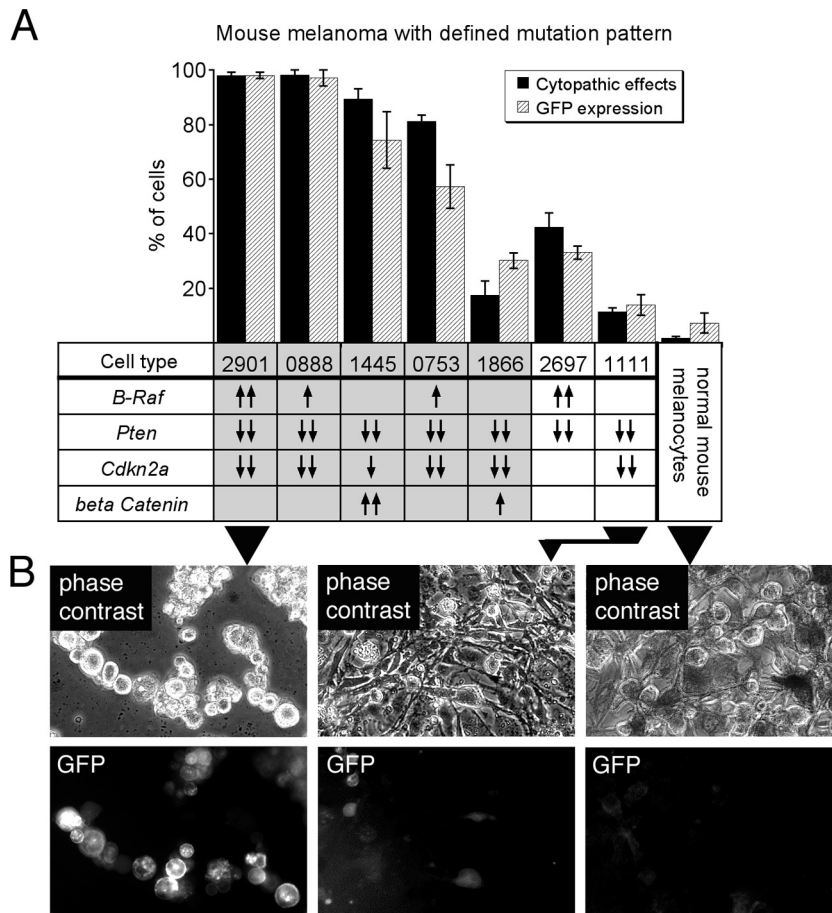 A
Mouse melanoma with defined mutation pattern
Cytopathic effects
GFP expression
% of cells
100
80
60
40
20
Cell type 2901 0888 1445 0753 1866 2697 1111 normal mouse melanocytes
B-Raf ↑↑ ↑ ↑ ↑↑
Pten ↓↓ ↓↓ ↓↓ ↓↓ ↓↓ ↓↓ ↓↓
Cdkn2a ↓↓ ↓↓ ↓ ↓↓ ↓↓ ↓↓
beta Catenin ↑↑ ↑
B
phase contrast
phase contrast
phase contrast
GFP
GFP
GFP